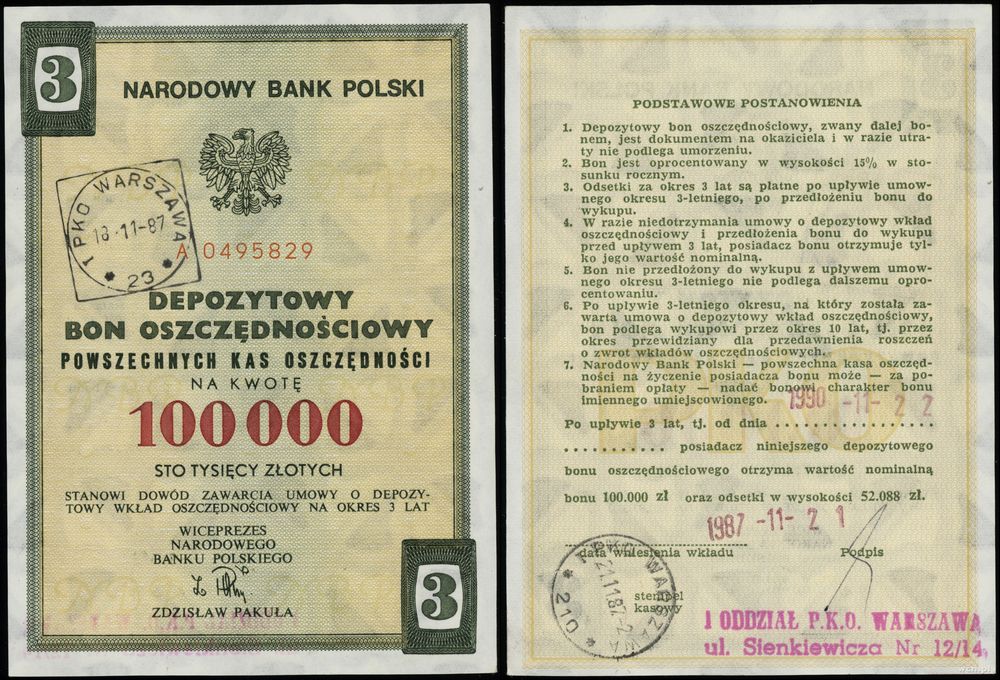 3
NARODOWY BANK POLSKI
1 PKO WARSZAWA
18-11-87
* 23 *
A 0495829
DEPOZYTOWY
BON OSZCZĘDNOŚCIOWY
POWSZECHNYCH KAS OSZCZĘDNOŚCI
NA KWOTĘ
100 000
STO TYSIĘCY ZŁOTYCH
STANOWI DOWÓD ZAWARCIA UMOWY O DEPOZY-
TOWY WKŁAD OSZCZĘDNOŚCIOWY NA OKRES 3 LAT
WICEPREZES
NARODOWEGO
BANKU POLSKIEGO
ZDZISŁAW PAKUŁA
3
PODSTAWOWE POSTANOWIENIA
1. Depozytowy bon oszczędnościowy, zwany dalej bo-
nem, jest dokumentem na okaziciela i w razie utra-
ty nie podlega umorzeniu.
2. Bon jest oprocentowany w wysokości 15% w sto-
sunku rocznym.
3. Odsetki za okres 3 lat są płatne po upływie umow-
nego okresu 3-letniego, po przedłożeniu bonu do
wykupu.
4. W razie niedotrzymania umowy o depozytowy wkład
oszczędnościowy i przedłożenia bonu do wykupu
przed upływem 3 lat, posiadacz bonu otrzymuje tyl-
ko jego wartość nominalną.
5. Bon nie przedłożony do wykupu z upływem umow-
nego okresu 3-letniego nie podlega dalszemu opro-
centowaniu.
6. Po upływie 3-letniego okresu, na który została za-
warta umowa o depozytowy wkład oszczędnościowy,
bon podlega wykupowi przez okres 10 lat, tj. przez
okres przewidziany dla przedawnienia roszczeń
o zwrot wkładów oszczędnościowych.
7. Narodowy Bank Polski — powszechna kasa oszczęd-
ności na życzenie posiadacza bonu może — za po-
braniem opłaty — nadać bonowi charakter bonu
imiennego umiejscowionego.
1990 -11- 2 2
Po upływie 3 lat, tj. od dnia . . . . . . . . . . . . . . . . .
. . . . . . . . . . . posiadacz niniejszego depozytowego
bonu oszczędnościowego otrzyma wartość nominalną
bonu 100.000 zł oraz odsetki w wysokości 52.088 zł.
1987 -11- 2 1
data wniesienia wkładu Podpis
stempel
kasowy
WARSZAWA
21.11.87-2
* 210 *
I ODDZIAŁ P.K.O. WARSZAWA
ul. Sienkiewicza Nr 12/14
wcn.pl